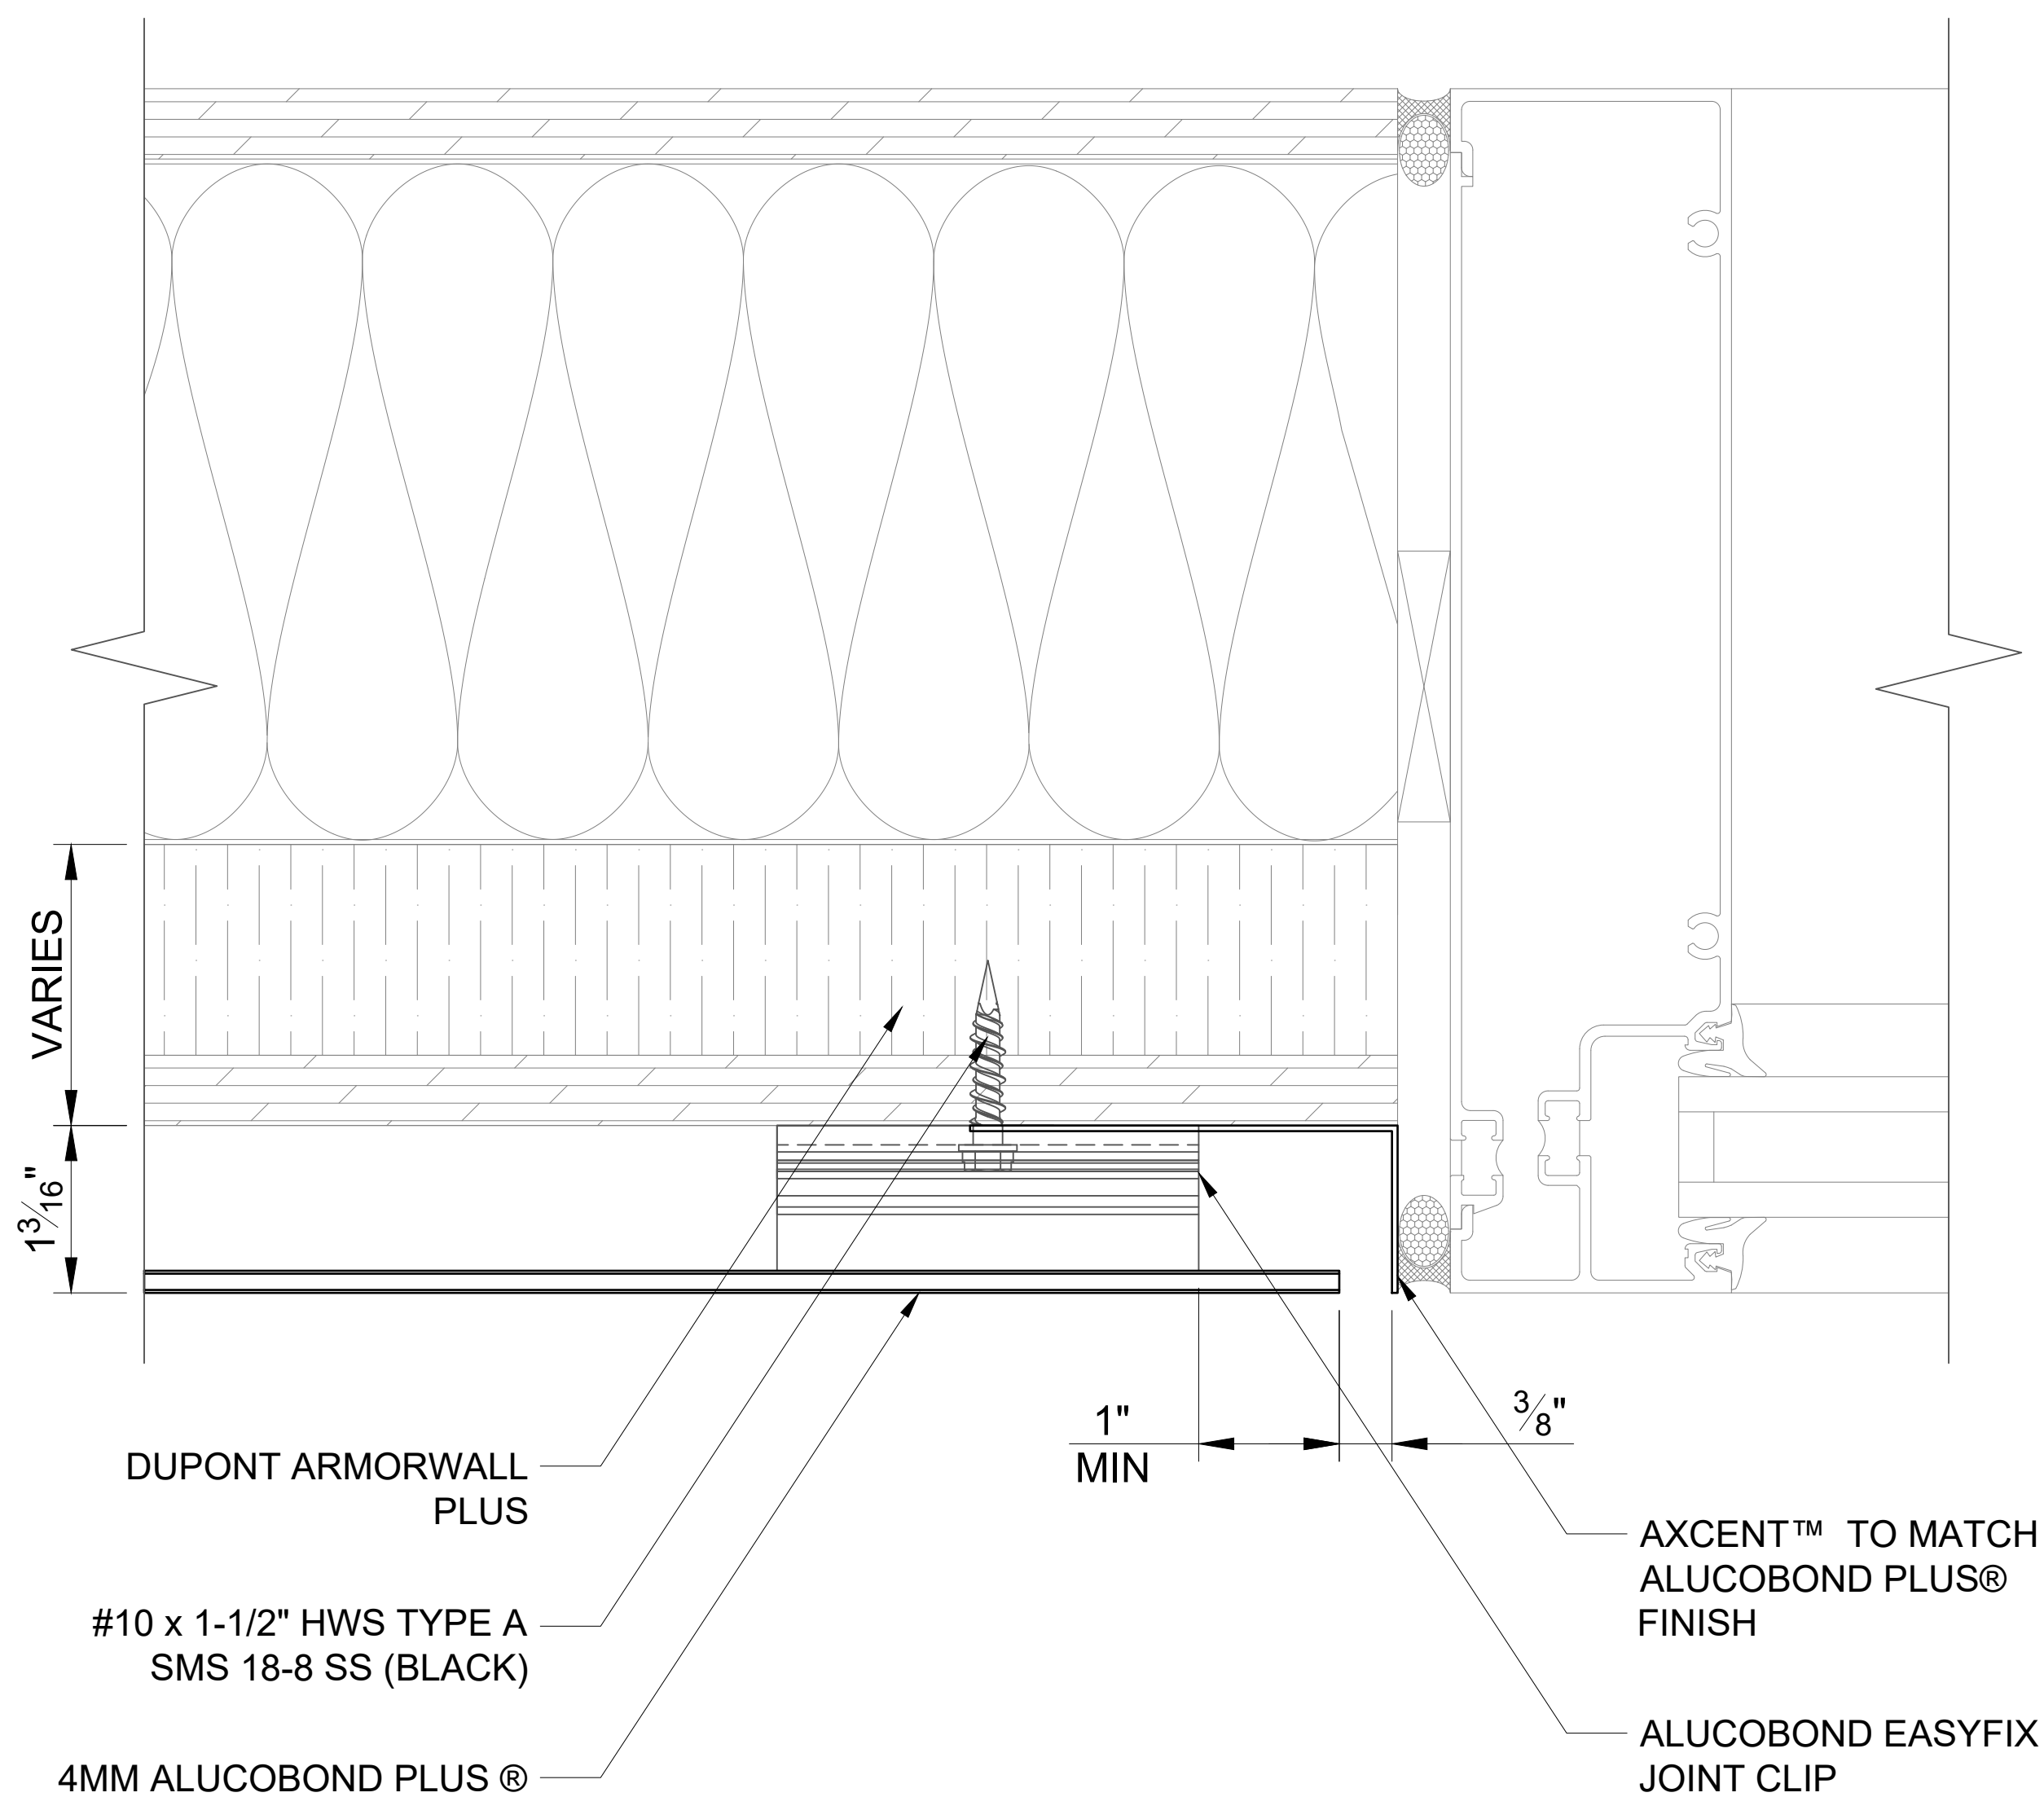 VARIES
1 3/16"
1"
MIN
3/8"
DUPONT ARMORWALL
PLUS
#10 x 1-1/2" HWS TYPE A
SMS 18-8 SS (BLACK)
4MM ALUCOBOND PLUS ®
AXCENT™ TO MATCH
ALUCOBOND PLUS®
FINISH
ALUCOBOND EASYFIX
JOINT CLIP